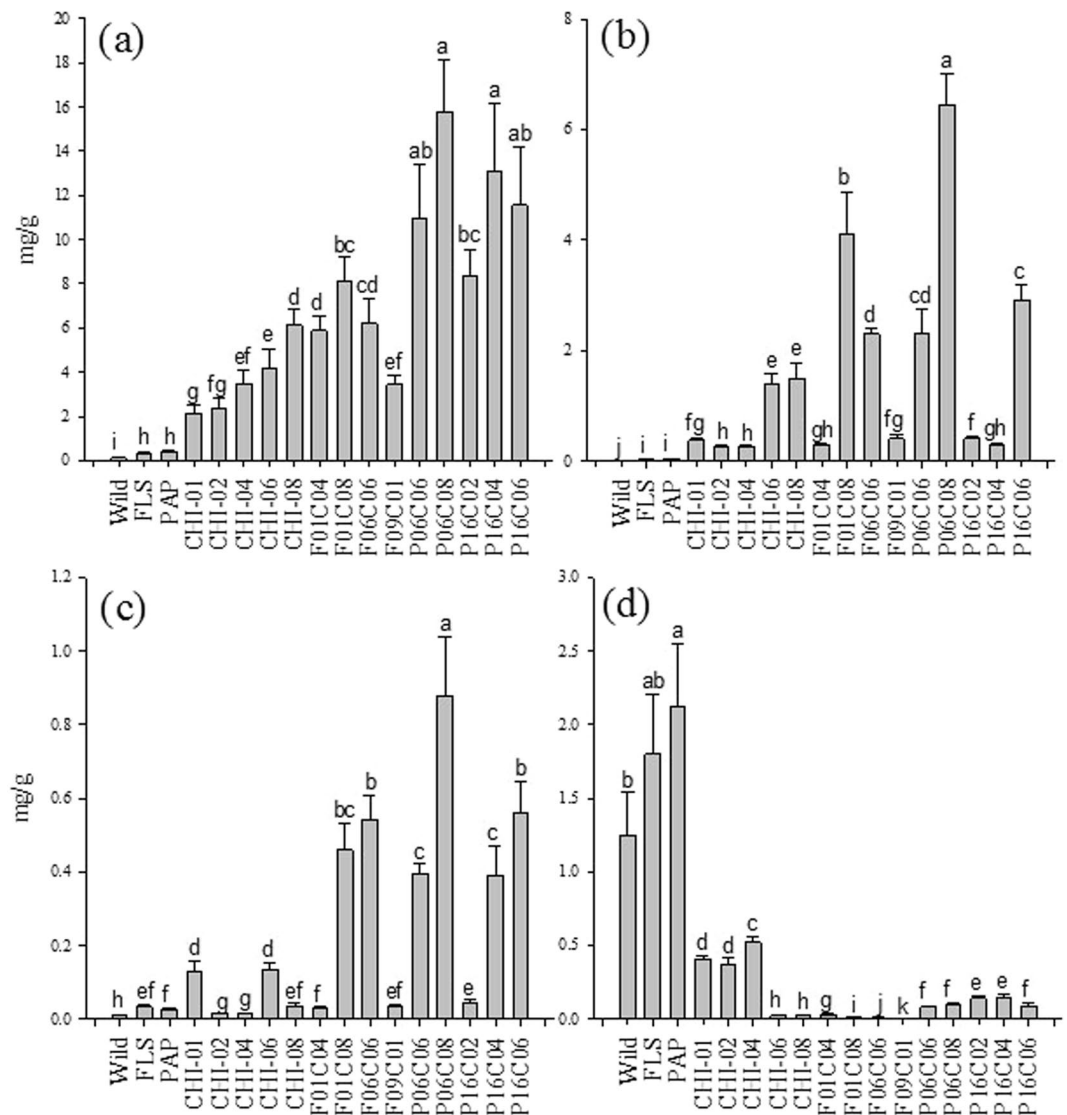 (a)
20
18
16
14
12
10
8
6
4
2
0
mg/g
i h h g fg ef e d d bc cd ef ab a bc a ab
Wild FLS PAP CHI-01 CHI-02 CHI-04 CHI-06 CHI-08 F01C04 F01C08 F06C06 F09C01 P06C06 P06C08 P16C02 P16C04 P16C06
(b)
8
6
4
2
0
j i i fg h h e e gh b d fg cd a f gh c
Wild FLS PAP CHI-01 CHI-02 CHI-04 CHI-06 CHI-08 F01C04 F01C08 F06C06 F09C01 P06C06 P06C08 P16C02 P16C04 P16C06
(c)
1.2
1.0
0.8
0.6
0.4
0.2
0.0
mg/g
h ef f d g g d ef f bc b ef c a e c b
Wild FLS PAP CHI-01 CHI-02 CHI-04 CHI-06 CHI-08 F01C04 F01C08 F06C06 F09C01 P06C06 P06C08 P16C02 P16C04 P16C06
(d)
3.0
2.5
2.0
1.5
1.0
0.5
0.0
b ab a d d c h h g i j k f f e e f
Wild FLS PAP CHI-01 CHI-02 CHI-04 CHI-06 CHI-08 F01C04 F01C08 F06C06 F09C01 P06C06 P06C08 P16C02 P16C04 P16C06